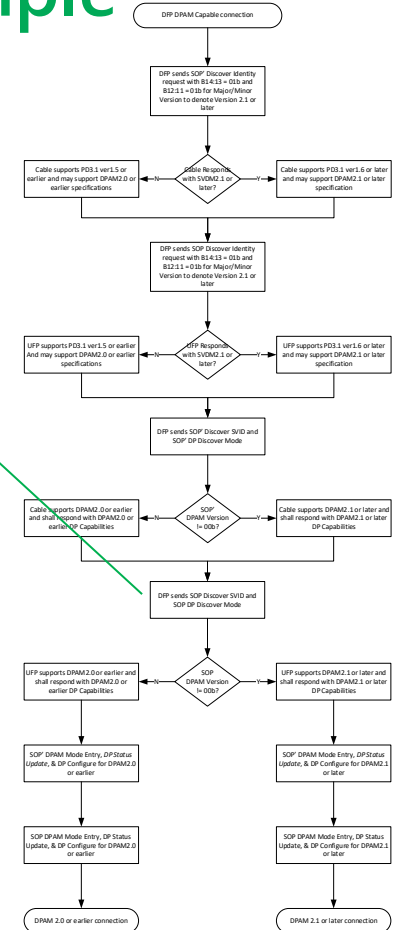 DFP DPAM Capable connection
DFP sends SOP' Discover Identity
request with B14:13 = 01b and
B12:11 = 01b for Major/Minor
Version to denote Version 2.1 or
later
Cable supports PD3.1 ver1.5 or
earlier and may support DPAM2.0 or
earlier specifications
N
Cable Responds
with SVDM2.1 or
later?
Y
Cable supports PD3.1 ver1.6 or later
and may support DPAM2.1 or later
specification
DFP sends SOP Discover Identity
request with B14:13 = 01b and
B12:11 = 01b for Major/Minor
Version to denote Version 2.1 or
later
UFP supports PD3.1 ver1.5 or earlier
And may support DPAM2.0 or earlier
specifications
N
UFP Responds
with SVDM2.1 or
later?
Y
UFP supports PD3.1 ver1.6 or later
and may support DPAM2.1 or later
specification
DFP sends SOP' Discover SVID and
SOP' DP Discover Mode
Cable supports DPAM2.0 or earlier
and shall respond with DPAM2.0 or
earlier DP Capabilities
N
SOP'
DPAM Version
!= 00b?
Y
Cable supports DPAM2.1 or later and
shall respond with DPAM2.1 or later
DP Capabilities
DFP sends SOP Discover SVID and
SOP DP Discover Mode
UFP supports DPAM2.0 or earlier and
shall respond with DPAM2.0 or
earlier DP Capabilities
N
SOP
DPAM Version
!= 00b?
Y
UFP supports DPAM2.1 or later and
shall respond with DPAM2.1 or later
DP Capabilities
SOP' DPAM Mode Entry, DP Status
Update, & DP Configure for DPAM2.0
or earlier
SOP' DPAM Mode Entry, DP Status
Update, & DP Configure for DPAM2.1
or later
SOP DPAM Mode Entry, DP Status
Update, & DP Configure for DPAM2.0
or earlier
SOP DPAM Mode Entry, DP Status
Update, & DP Configure for DPAM2.1
or later
DPAM 2.0 or earlier connection
DPAM 2.1 or later connection